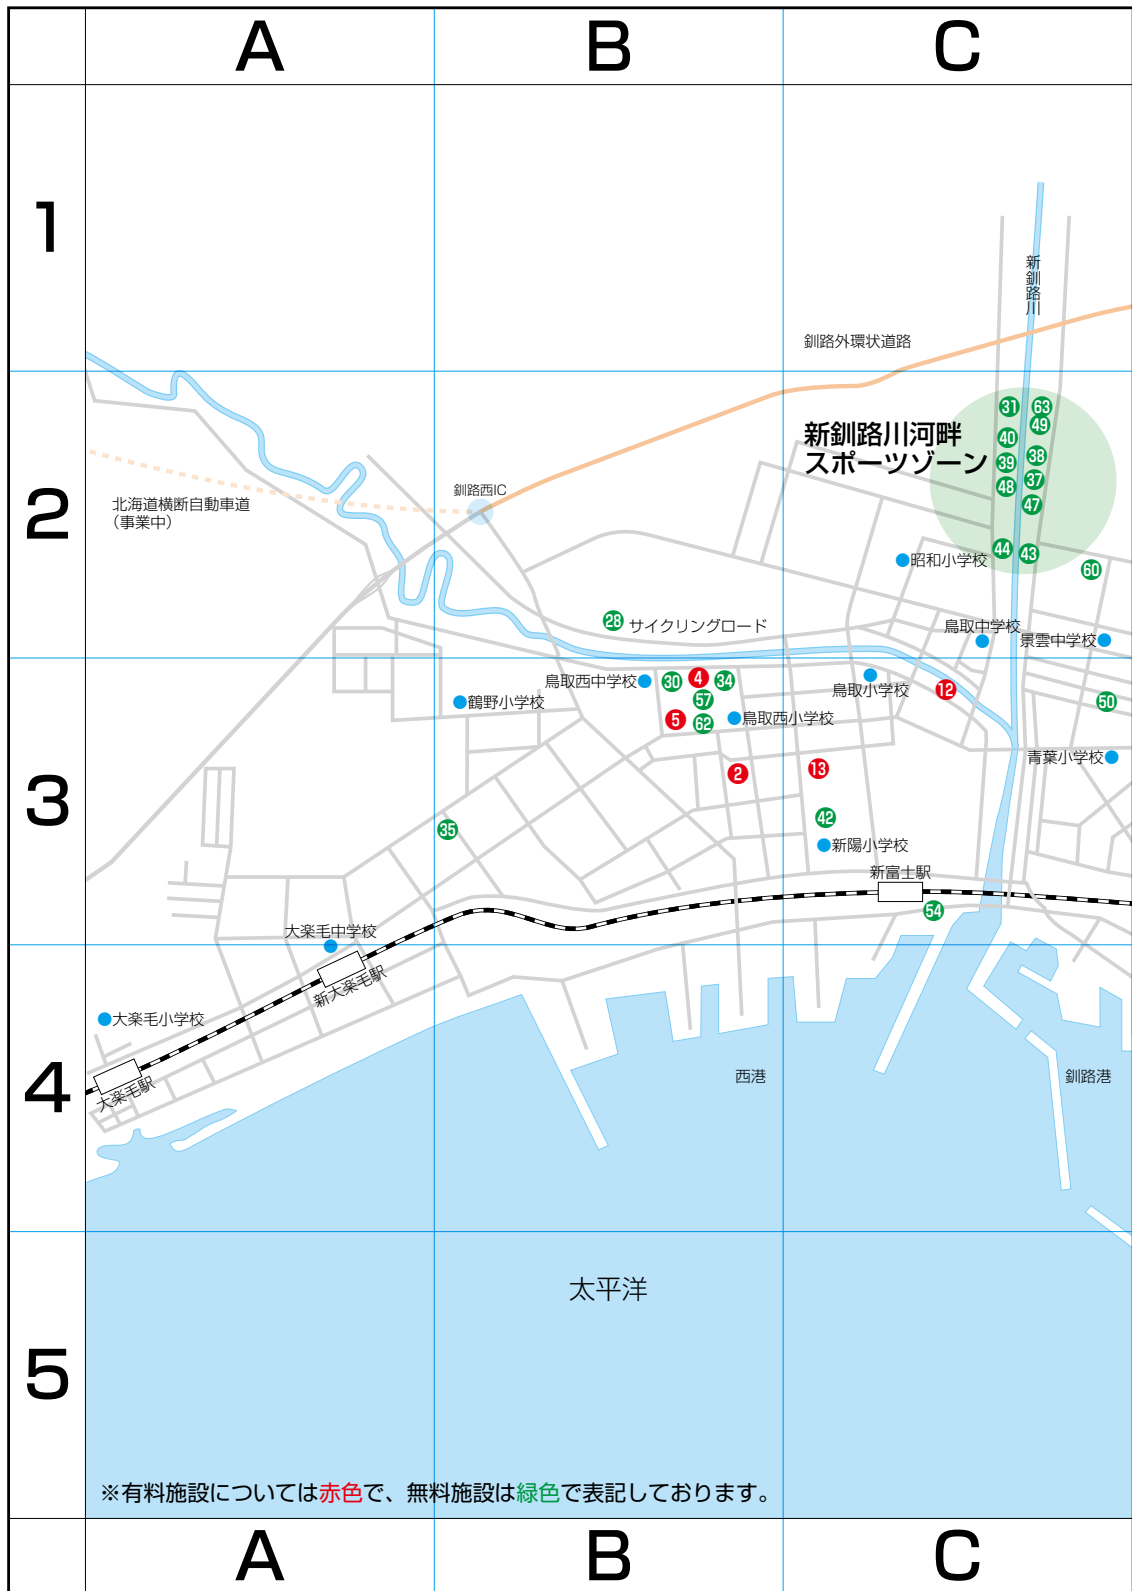 A
B
C
1
新釧路川
釧路外環状道路
31
63
49
新釧路川河畔
スポーツゾーン
40
38
39
37
48
47
2
釧路西IC
北海道横断自動車道
（事業中）
44
43
昭和小学校
60
28
サイクリングロード
鳥取中学校
景雲中学校
鳥取西中学校
30
4
34
鳥取小学校
12
鶴野小学校
57
50
5
62
鳥取西小学校
青葉小学校
2
13
3
42
35
新陽小学校
新富士駅
54
大楽毛中学校
新大楽毛駅
大楽毛小学校
4
大楽毛駅
西港
釧路港
太平洋
5
※有料施設については赤色で、無料施設は緑色で表記しております。
A
B
C